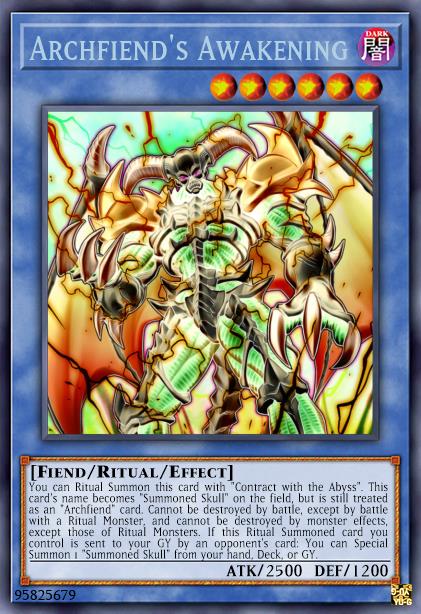 ARCHFIEND'S AWAKENING
DARK
闇
[FIEND/RITUAL/EFFECT]
You can Ritual Summon this card with "Contract with the Abyss". This
card's name becomes "Summoned Skull" on the field, but is still treated
as an "Archfiend" card. Cannot be destroyed by battle, except by battle
with a Ritual Monster, and cannot be destroyed by monster effects,
except those of Ritual Monsters. If this Ritual Summoned card you
control is sent to your GY by an opponent's card: You can Special
Summon 1 "Summoned Skull" from your hand, Deck, or GY.
ATK/2500 DEF/1200
95825679